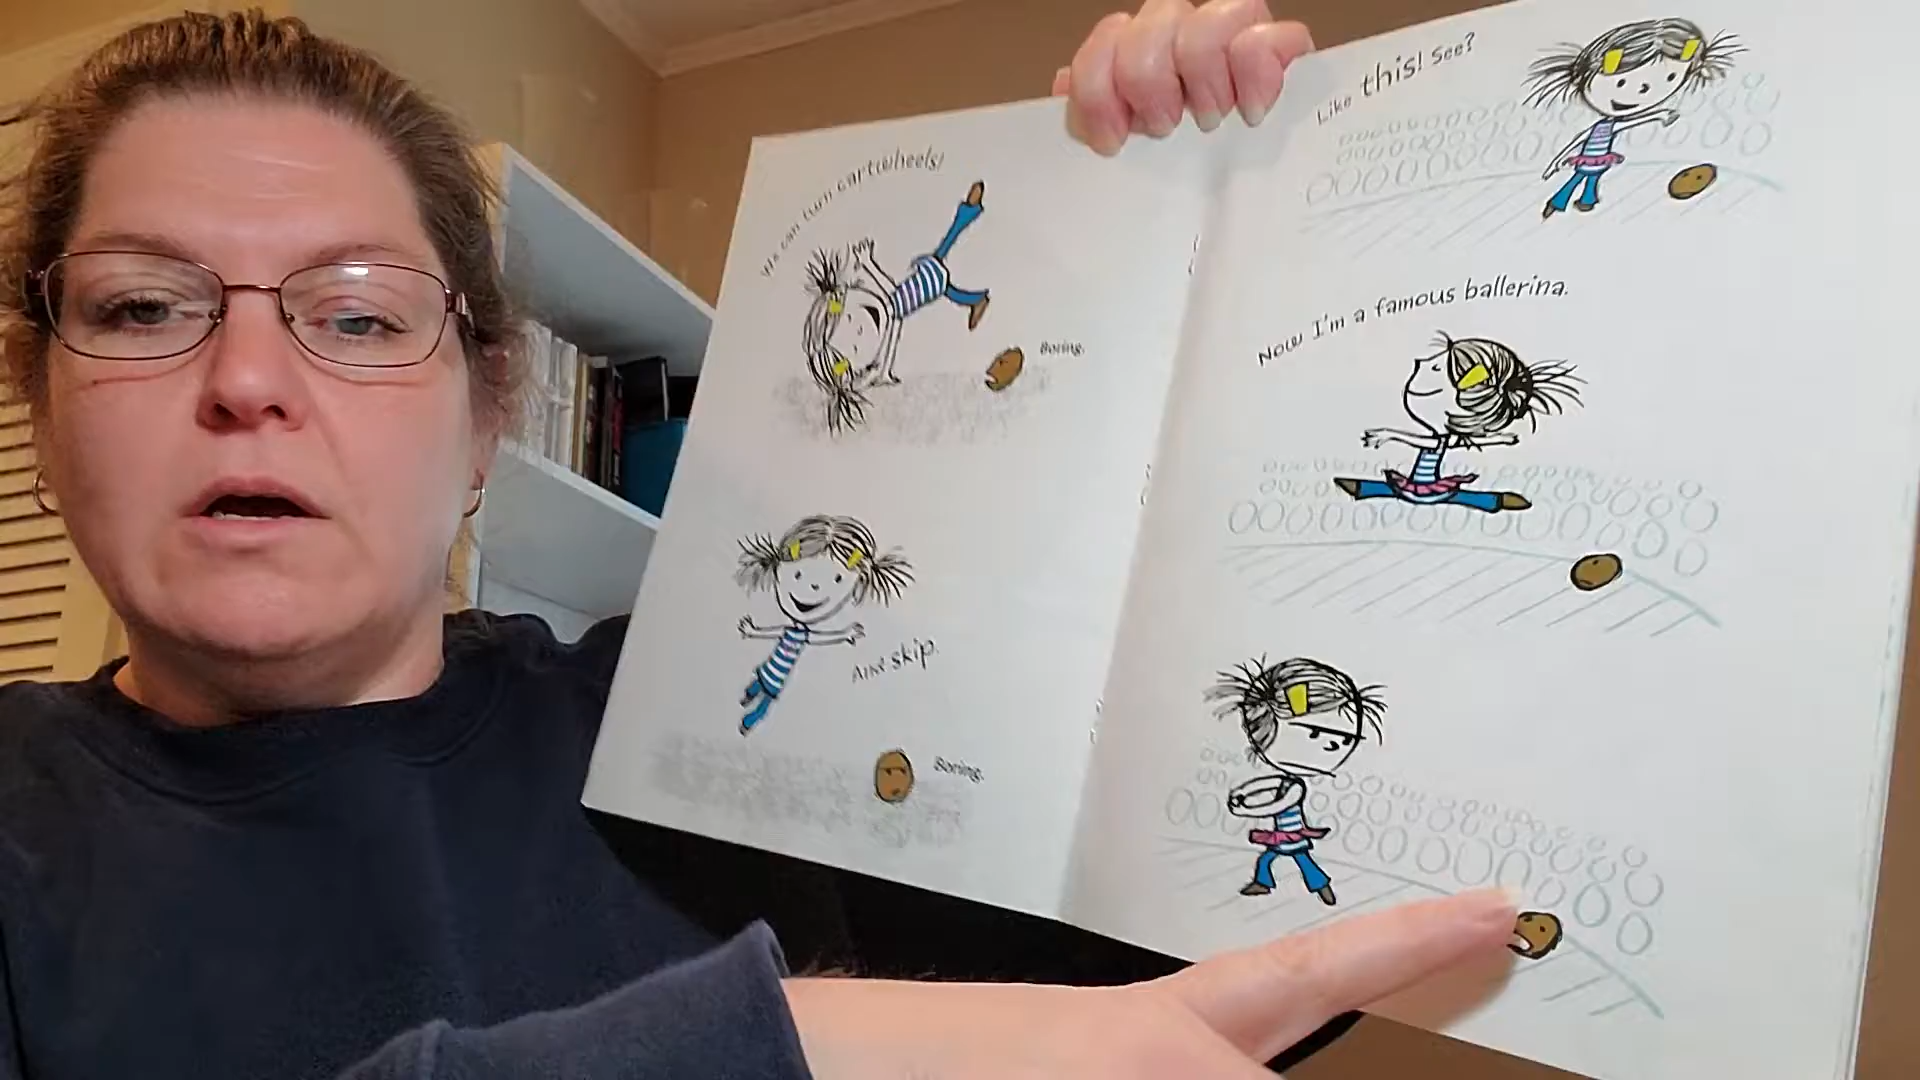 We can turn cartwheels!
Boring.
And skip.
Boring.
Like this! See?
Now I'm a famous ballerina.